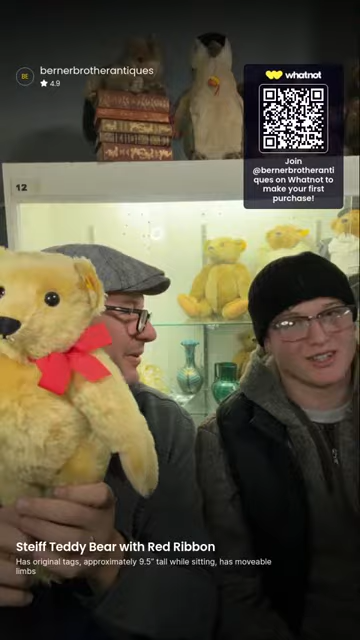 BE
bernerbrotherantiques
★ 4.9
whatnot
Join
@bernerbrotheranti
ques on Whatnot to
make your first
purchase!
12
Steiff Teddy Bear with Red Ribbon
Has original tags, approximately 9.5" tall while sitting, has moveable
limbs